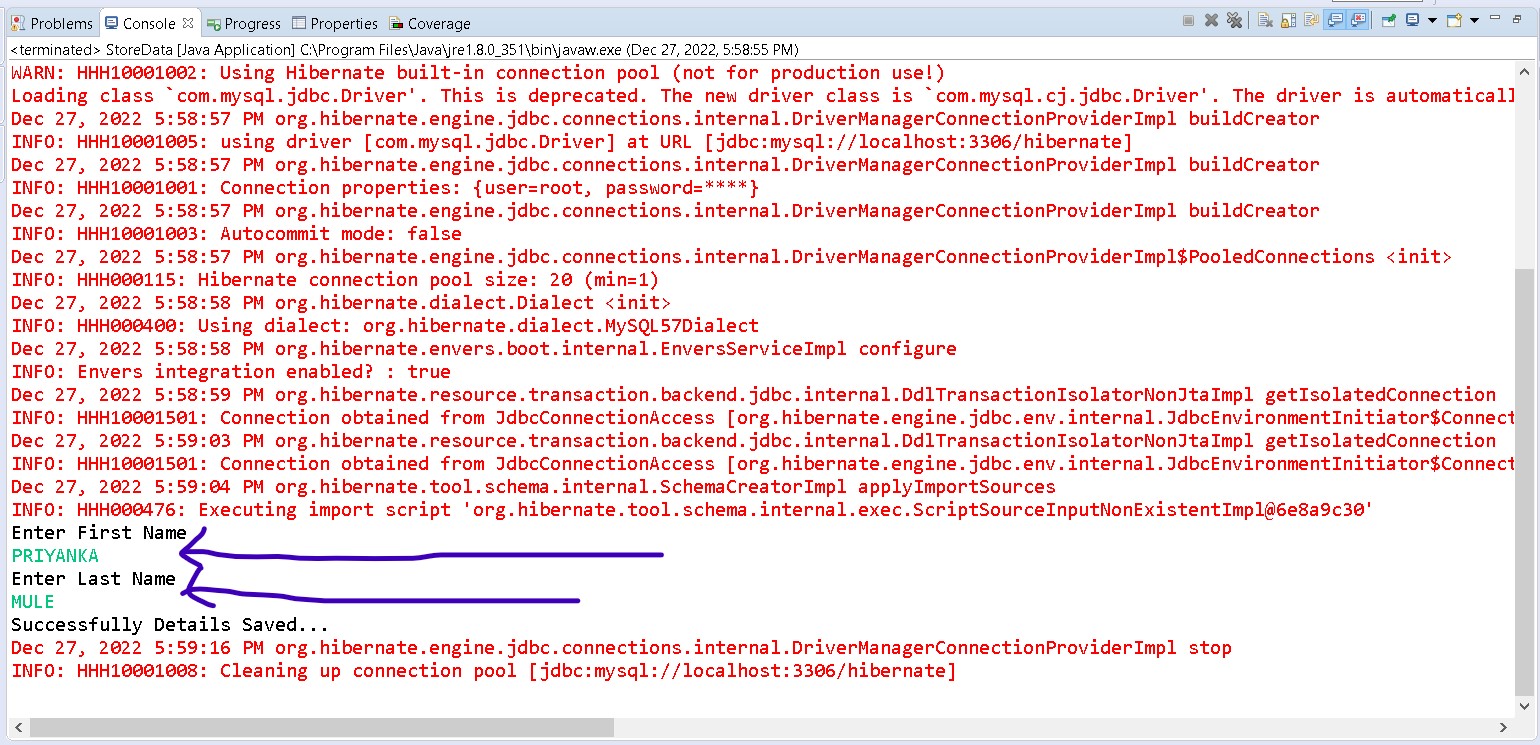 Problems Console Progress Properties Coverage
<terminated> StoreData [Java Application] C:\Program Files\Java\jre1.8.0_351\bin\javaw.exe (Dec 27, 2022, 5:58:55 PM)
WARN: HHH10001002: Using Hibernate built-in connection pool (not for production use!)
Loading class `com.mysql.jdbc.Driver'. This is deprecated. The new driver class is `com.mysql.cj.jdbc.Driver'. The driver is automaticall
Dec 27, 2022 5:58:57 PM org.hibernate.engine.jdbc.connections.internal.DriverManagerConnectionProviderImpl buildCreator
INFO: HHH10001005: using driver [com.mysql.jdbc.Driver] at URL [jdbc:mysql://localhost:3306/hibernate]
Dec 27, 2022 5:58:57 PM org.hibernate.engine.jdbc.connections.internal.DriverManagerConnectionProviderImpl buildCreator
INFO: HHH10001001: Connection properties: {user=root, password=****}
Dec 27, 2022 5:58:57 PM org.hibernate.engine.jdbc.connections.internal.DriverManagerConnectionProviderImpl buildCreator
INFO: HHH10001003: Autocommit mode: false
Dec 27, 2022 5:58:57 PM org.hibernate.engine.jdbc.connections.internal.DriverManagerConnectionProviderImpl$PooledConnections <init>
INFO: HHH000115: Hibernate connection pool size: 20 (min=1)
Dec 27, 2022 5:58:58 PM org.hibernate.dialect.Dialect <init>
INFO: HHH000400: Using dialect: org.hibernate.dialect.MySQL57Dialect
Dec 27, 2022 5:58:58 PM org.hibernate.envers.boot.internal.EnversServiceImpl configure
INFO: Envers integration enabled? : true
Dec 27, 2022 5:58:59 PM org.hibernate.resource.transaction.backend.jdbc.internal.DdlTransactionIsolatorNonJtaImpl getIsolatedConnection
INFO: HHH10001501: Connection obtained from JdbcConnectionAccess [org.hibernate.engine.jdbc.env.internal.JdbcEnvironmentInitiator$Connect
Dec 27, 2022 5:59:03 PM org.hibernate.resource.transaction.backend.jdbc.internal.DdlTransactionIsolatorNonJtaImpl getIsolatedConnection
INFO: HHH10001501: Connection obtained from JdbcConnectionAccess [org.hibernate.engine.jdbc.env.internal.JdbcEnvironmentInitiator$Connect
Dec 27, 2022 5:59:04 PM org.hibernate.tool.schema.internal.SchemaCreatorImpl applyImportSources
INFO: HHH000476: Executing import script 'org.hibernate.tool.schema.internal.exec.ScriptSourceInputNonExistentImpl@6e8a9c30'
Enter First Name
PRIYANKA
Enter Last Name
MULE
Successfully Details Saved...
Dec 27, 2022 5:59:16 PM org.hibernate.engine.jdbc.connections.internal.DriverManagerConnectionProviderImpl stop
INFO: HHH10001008: Cleaning up connection pool [jdbc:mysql://localhost:3306/hibernate]